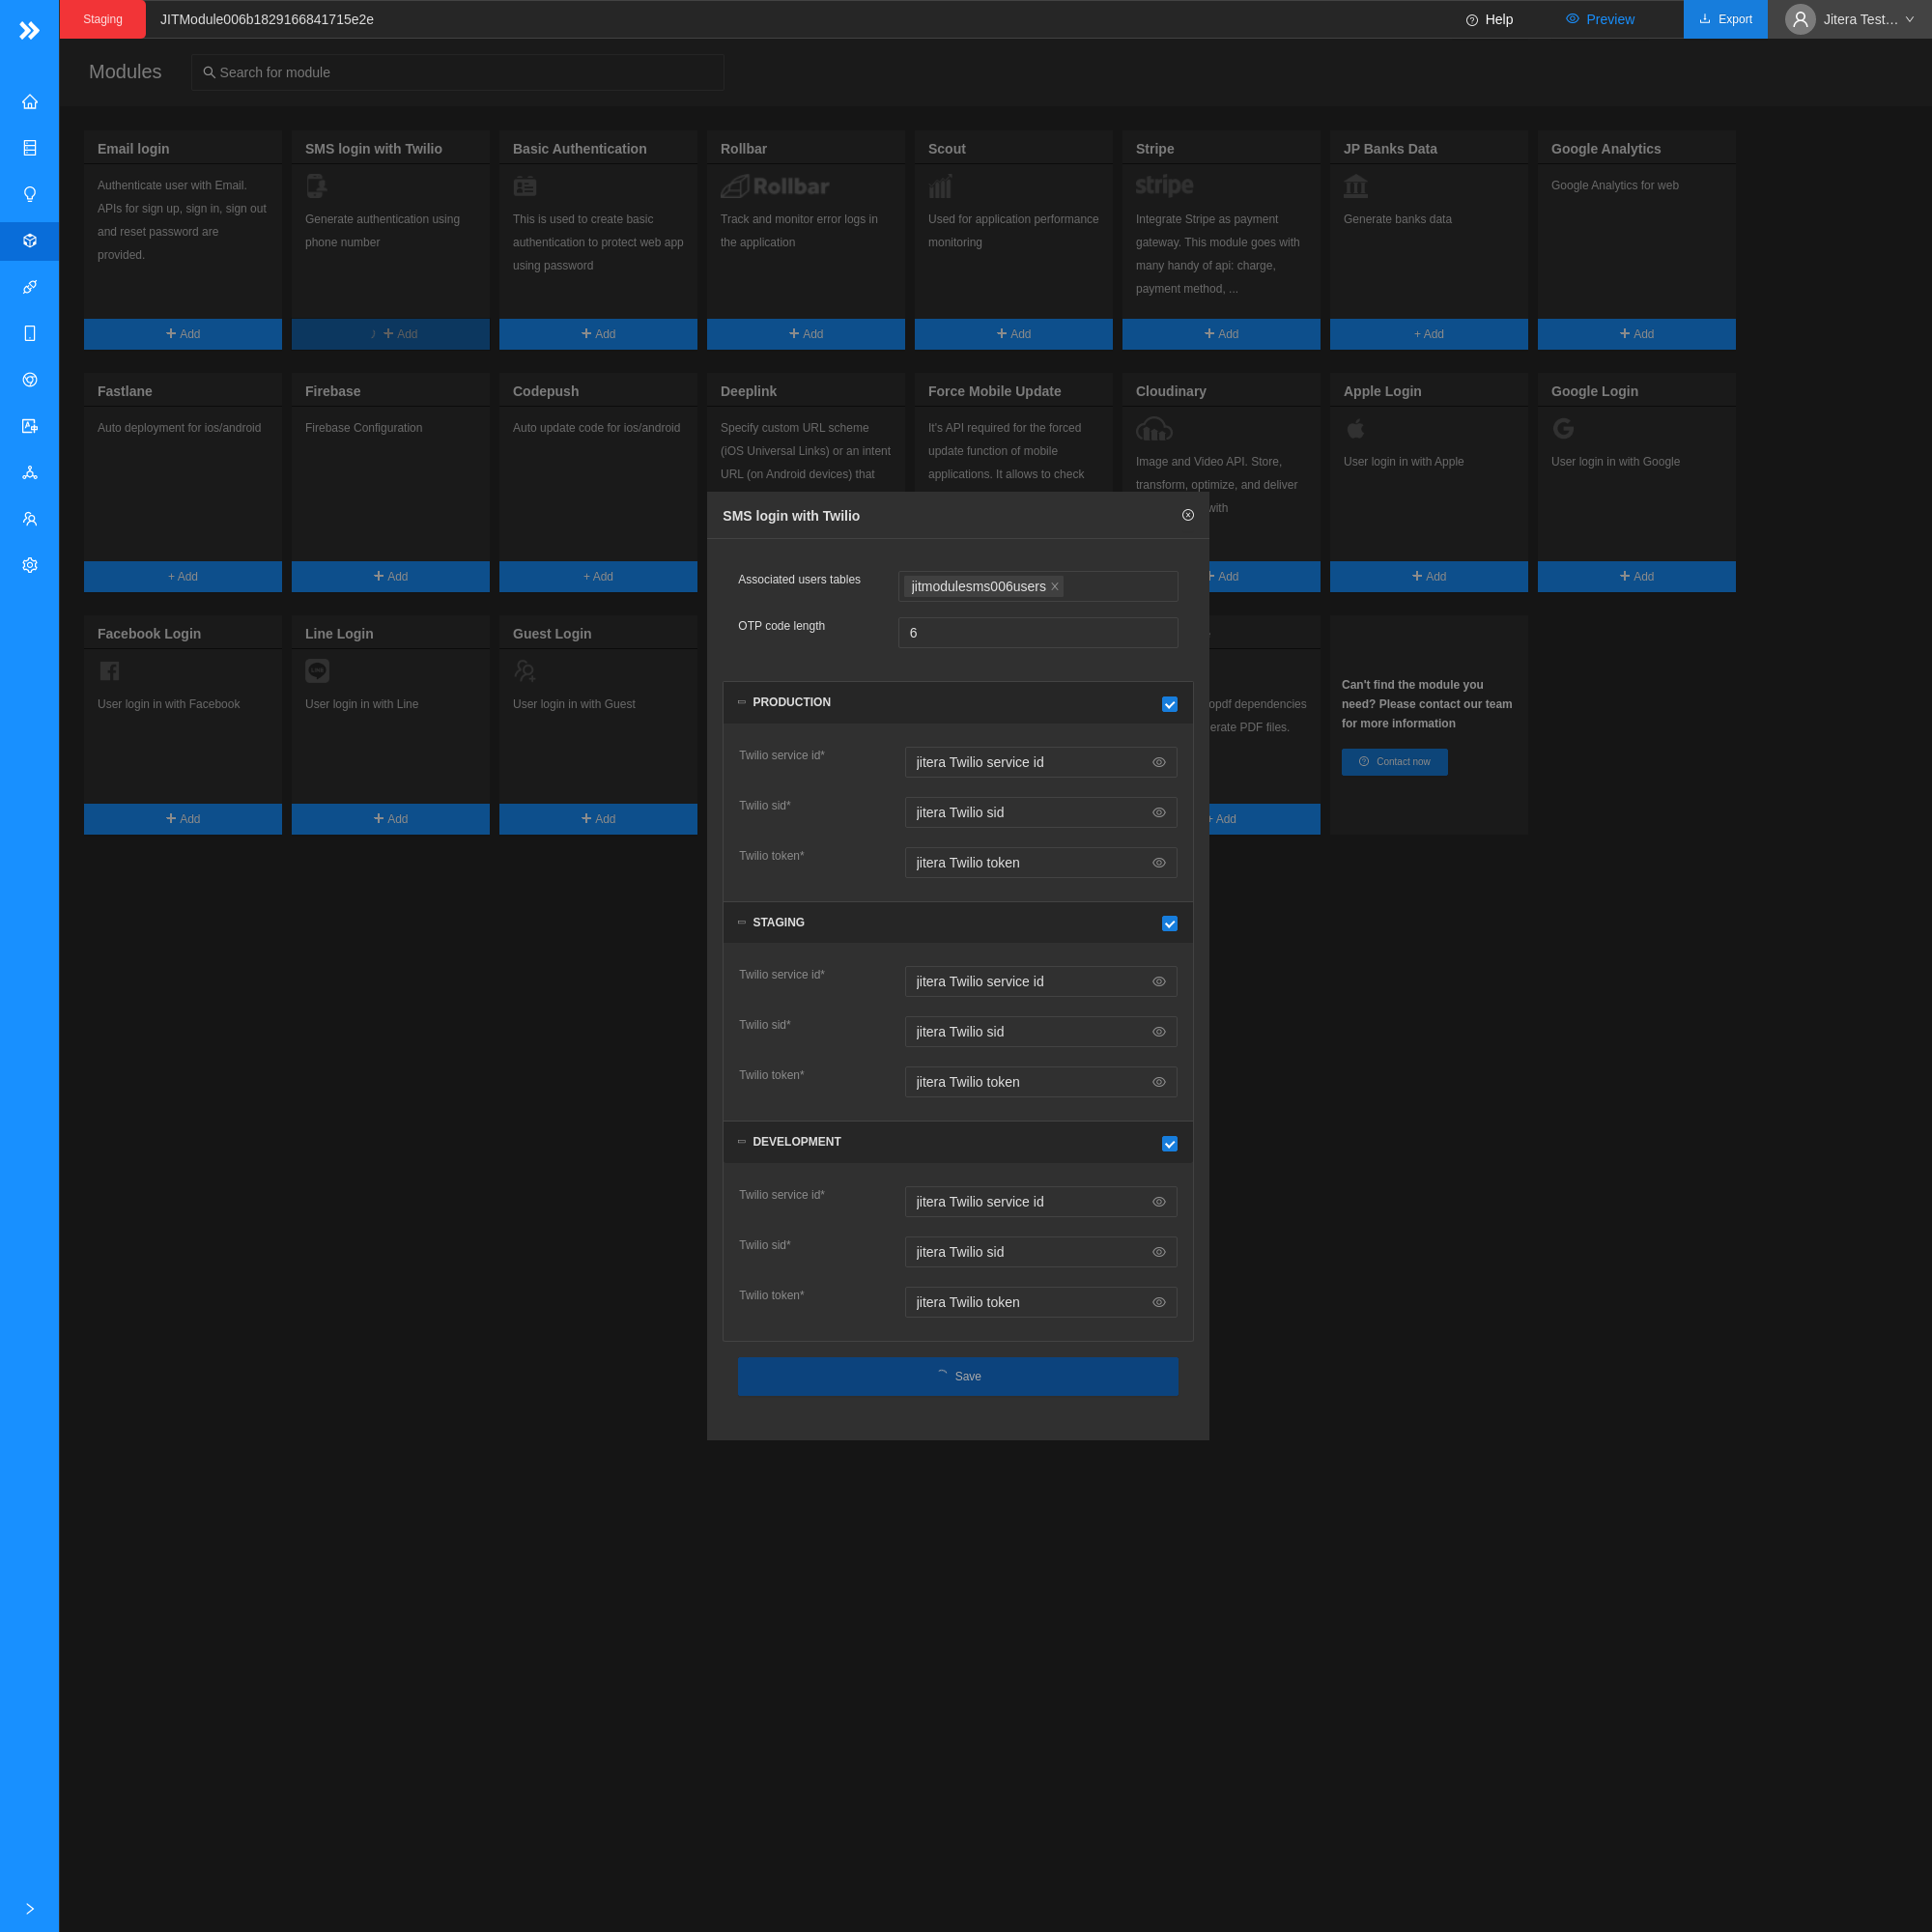 Staging
JITModule006b1829166841715e2e
Help
Preview
Export
Jitera Test…
Modules
Search for module
Email login
Authenticate user with Email.
APIs for sign up, sign in, sign out
and reset password are
provided.
Add
SMS login with Twilio
Generate authentication using
phone number
Add
Basic Authentication
This is used to create basic
authentication to protect web app
using password
Add
Rollbar
Rollbar
Track and monitor error logs in
the application
Add
Scout
Used for application performance
monitoring
Add
Stripe
stripe
Integrate Stripe as payment
gateway. This module goes with
many handy of api: charge,
payment method, ...
Add
JP Banks Data
Generate banks data
+ Add
Google Analytics
Google Analytics for web
Add
Fastlane
Auto deployment for ios/android
+ Add
Firebase
Firebase Configuration
Add
Codepush
Auto update code for ios/android
+ Add
Deeplink
Specify custom URL scheme
(iOS Universal Links) or an intent
URL (on Android devices) that
Force Mobile Update
It's API required for the forced
update function of mobile
applications. It allows to check
Cloudinary
Image and Video API. Store,
transform, optimize, and deliver
with
Add
Apple Login
User login in with Apple
Add
Google Login
User login in with Google
Add
Facebook Login
User login in with Facebook
Add
Line Login
LINE
User login in with Line
Add
Guest Login
User login in with Guest
Add
opdf dependencies
erate PDF files.
+ Add
Can't find the module you
need? Please contact our team
for more information
Contact now
SMS login with Twilio
Associated users tables
jitmodulesms006users
OTP code length
6
PRODUCTION
Twilio service id*
jitera Twilio service id
Twilio sid*
jitera Twilio sid
Twilio token*
jitera Twilio token
STAGING
Twilio service id*
jitera Twilio service id
Twilio sid*
jitera Twilio sid
Twilio token*
jitera Twilio token
DEVELOPMENT
Twilio service id*
jitera Twilio service id
Twilio sid*
jitera Twilio sid
Twilio token*
jitera Twilio token
Save